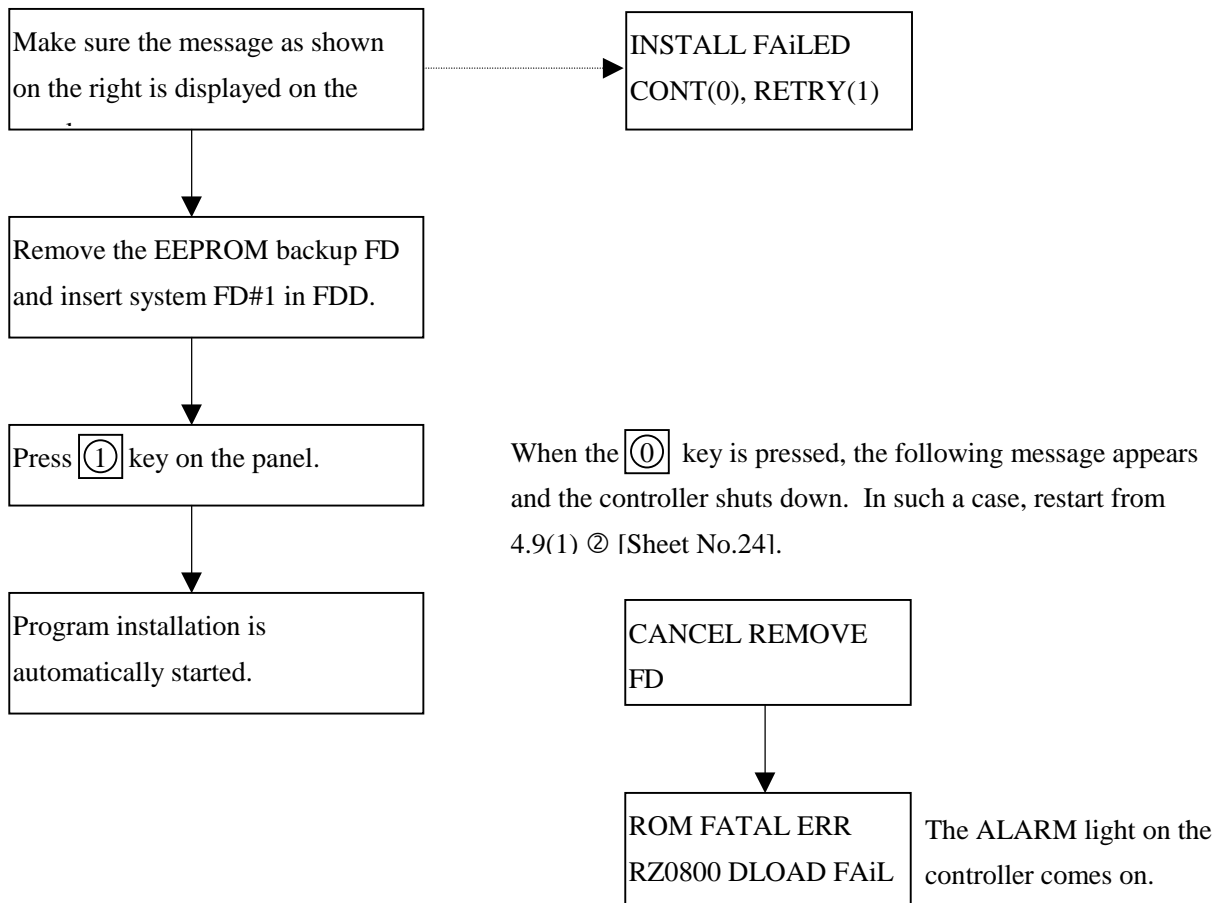 Make sure the message as shown
on the right is displayed on the
INSTALL FAiLED
CONT(0), RETRY(1)
Remove the EEPROM backup FD
and insert system FD#1 in FDD.
Press ① key on the panel.
When the ⓪ key is pressed, the following message appears
and the controller shuts down. In such a case, restart from
4.9(1) ② [Sheet No.24].
Program installation is
automatically started.
CANCEL REMOVE
FD
ROM FATAL ERR
RZ0800 DLOAD FAiL
The ALARM light on the
controller comes on.